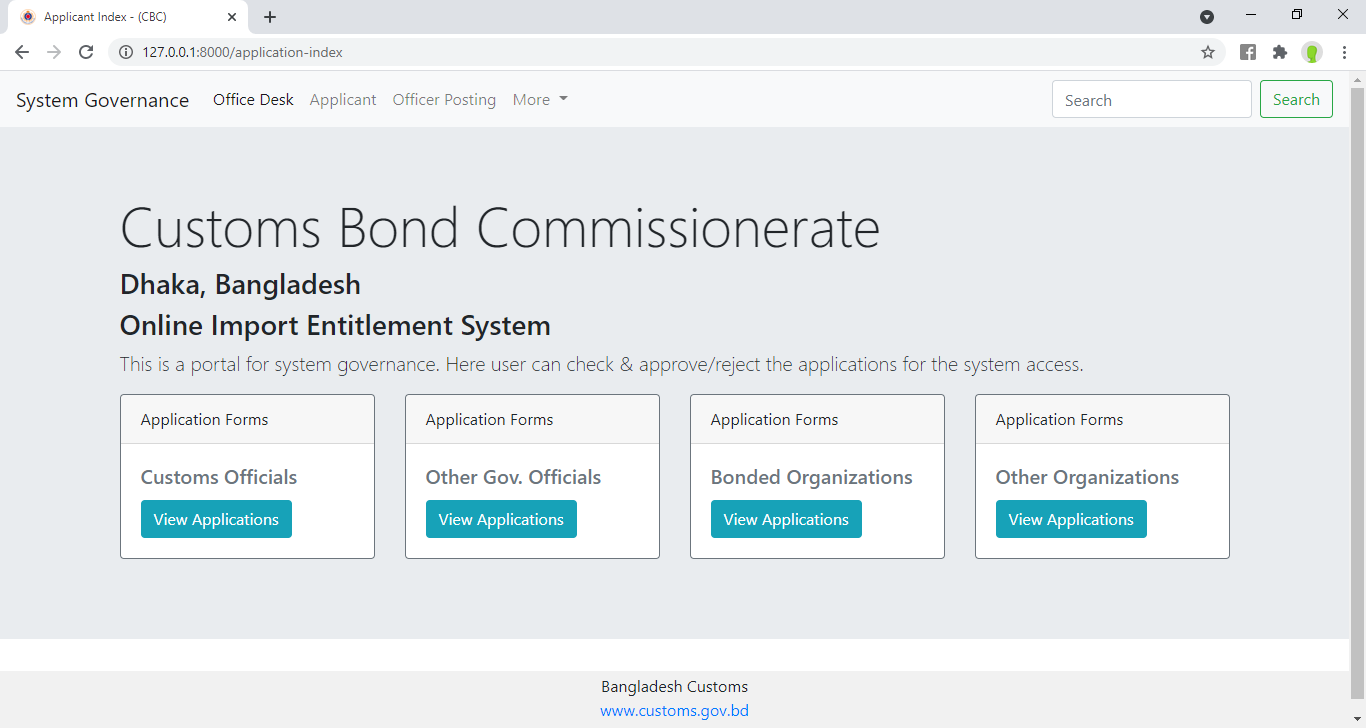 Applicant Index - (CBC)
127.0.0.1:8000/application-index
System Governance Office Desk Applicant Officer Posting More Search Search
Customs Bond Commissionerate
Dhaka, Bangladesh
Online Import Entitlement System
This is a portal for system governance. Here user can check & approve/reject the applications for the system access.
Application Forms
Customs Officials
View Applications
Application Forms
Other Gov. Officials
View Applications
Application Forms
Bonded Organizations
View Applications
Application Forms
Other Organizations
View Applications
Bangladesh Customs
www.customs.gov.bd